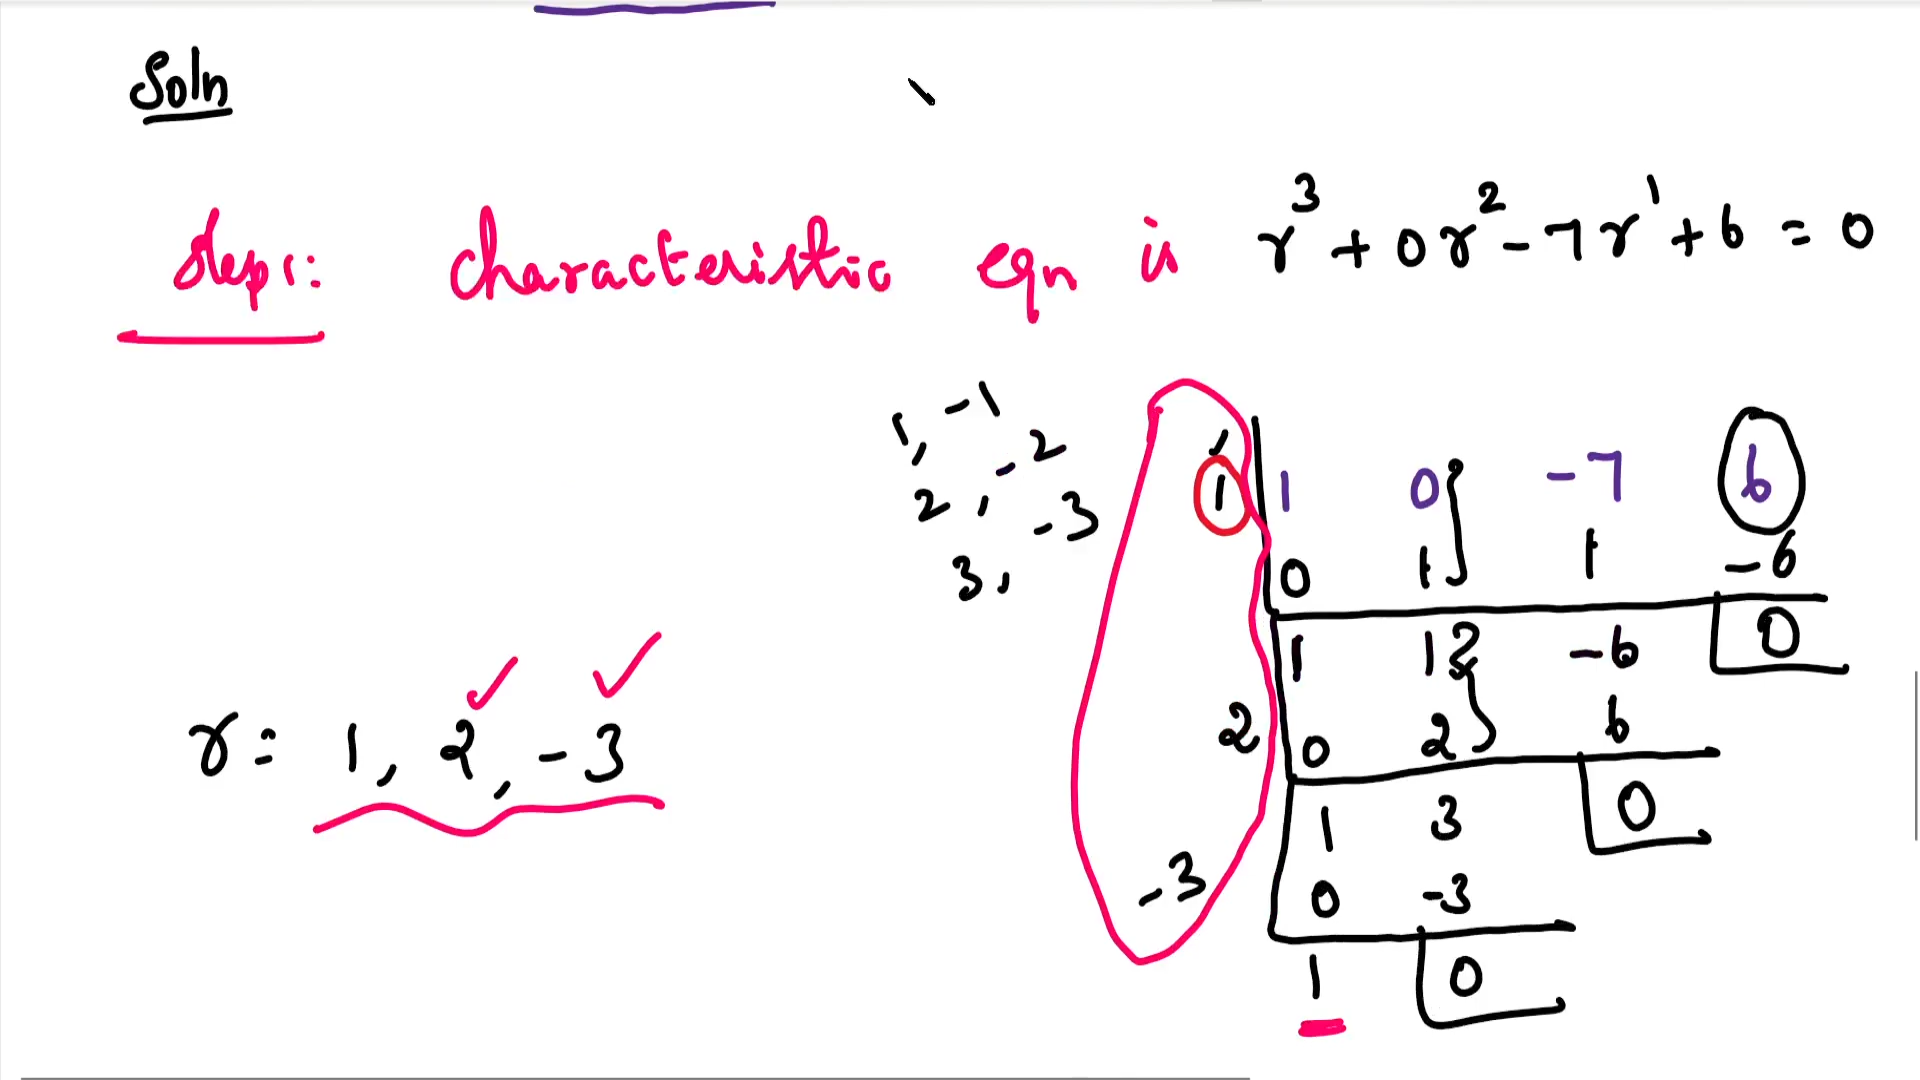 Soln
Step1: characteristic eqn is r³ + 0r² - 7r¹ + 6 = 0
1, -1
2, -2
3, -3
1 | 1 0 -7 6
0 1 1 -6
1 1 -6 0
2 | 0 2 6
1 3 0
-3 | 0 -3
1 0
r = 1, 2, -3